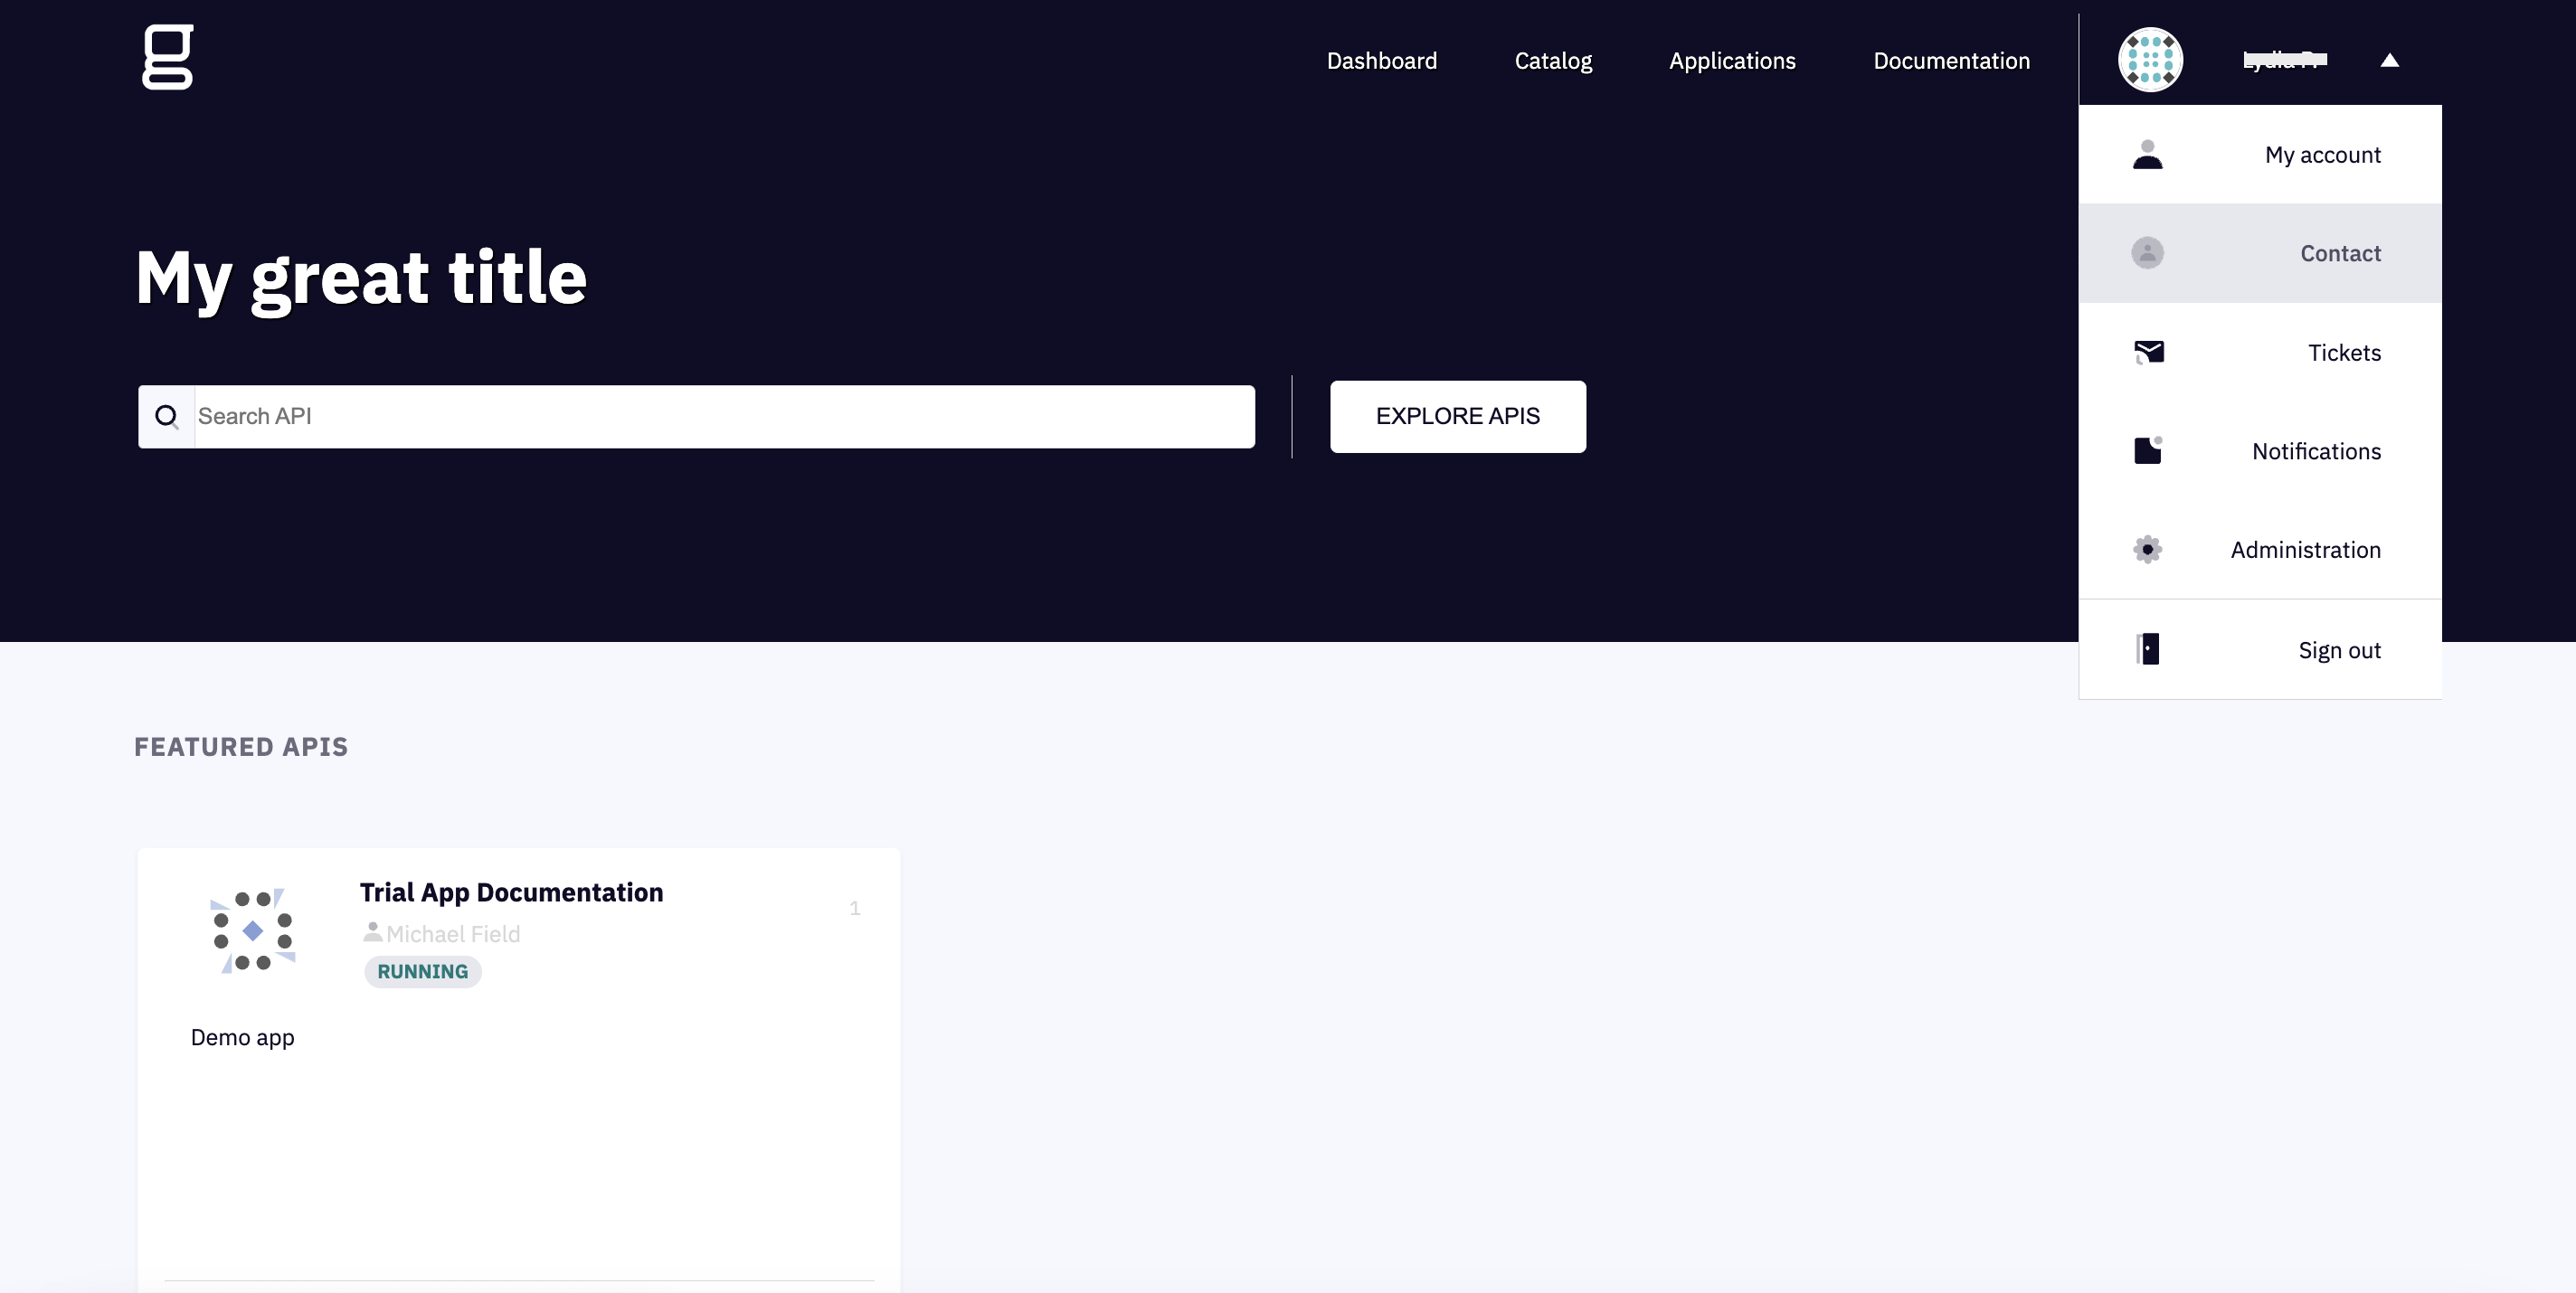 g
Dashboard
Catalog
Applications
Documentation
My account
Contact
Tickets
Notifications
Administration
Sign out
My great title
Search API
EXPLORE APIS
FEATURED APIS
Trial App Documentation
1
Michael Field
RUNNING
Demo app